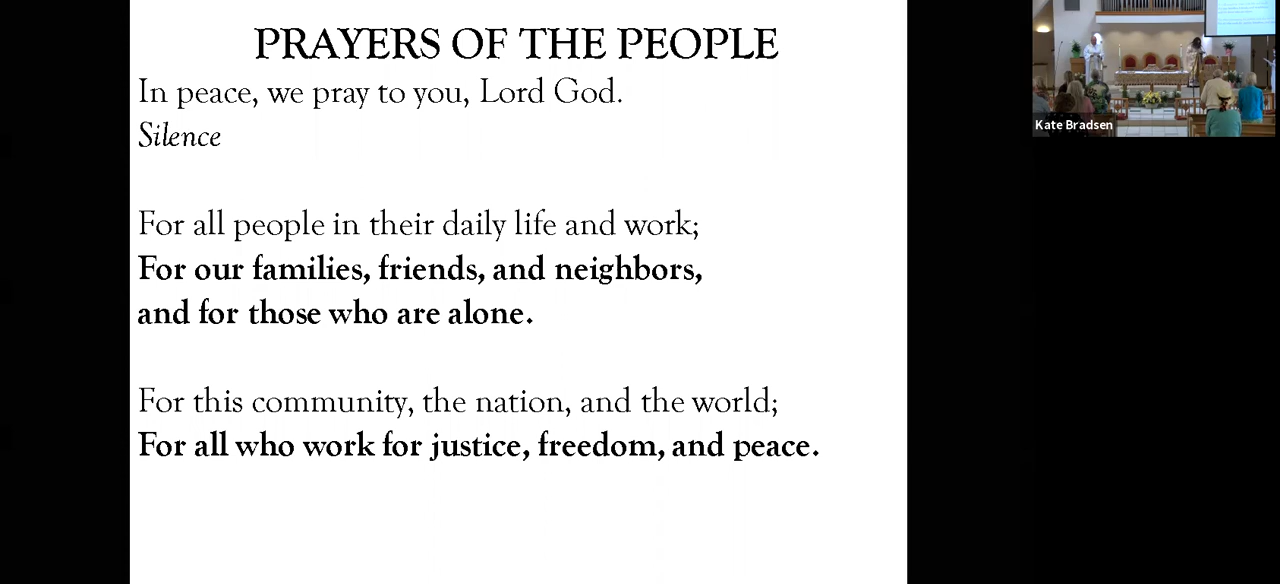 PRAYERS OF THE PEOPLE
In peace, we pray to you, Lord God.
Silence
For all people in their daily life and work;
For our families, friends, and neighbors,
and for those who are alone.
For this community, the nation, and the world;
For all who work for justice, freedom, and peace.
Kate Bradsen